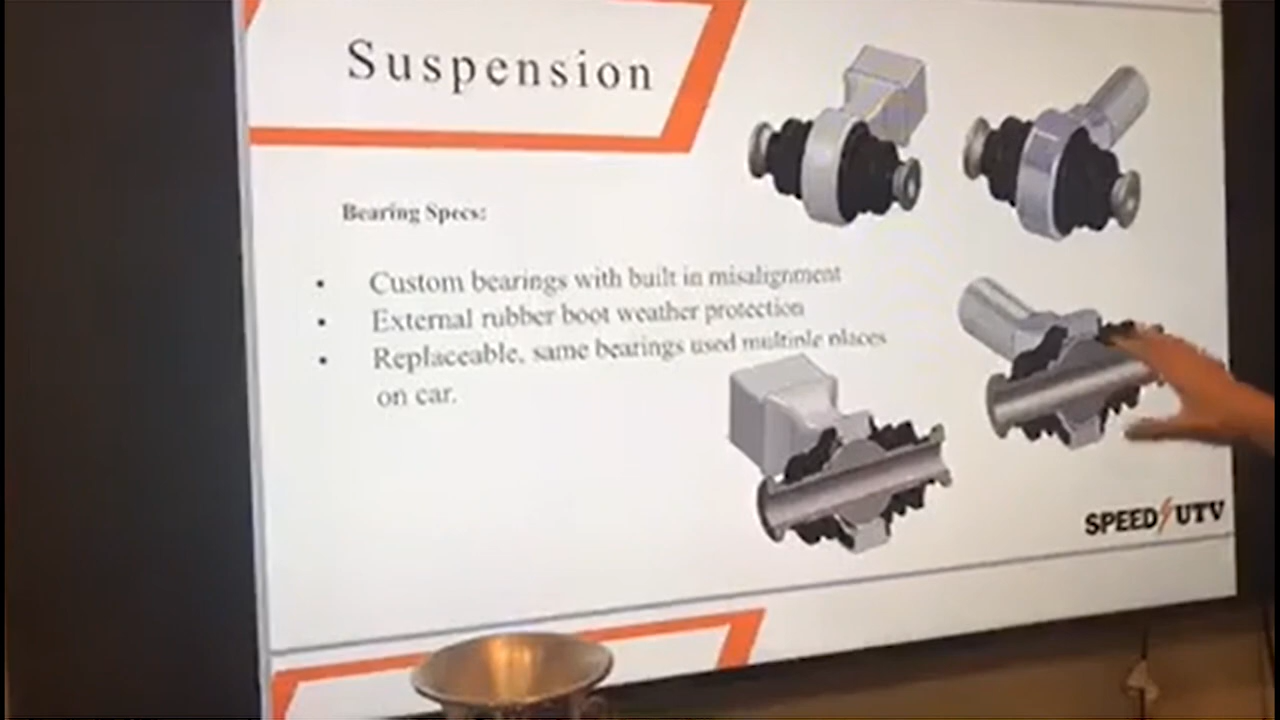 Suspension
Bearing Specs:
• Custom bearings with built in misalignment
• External rubber boot weather protection
• Replaceable, same bearings used multiple places
on car.
SPEED UTV